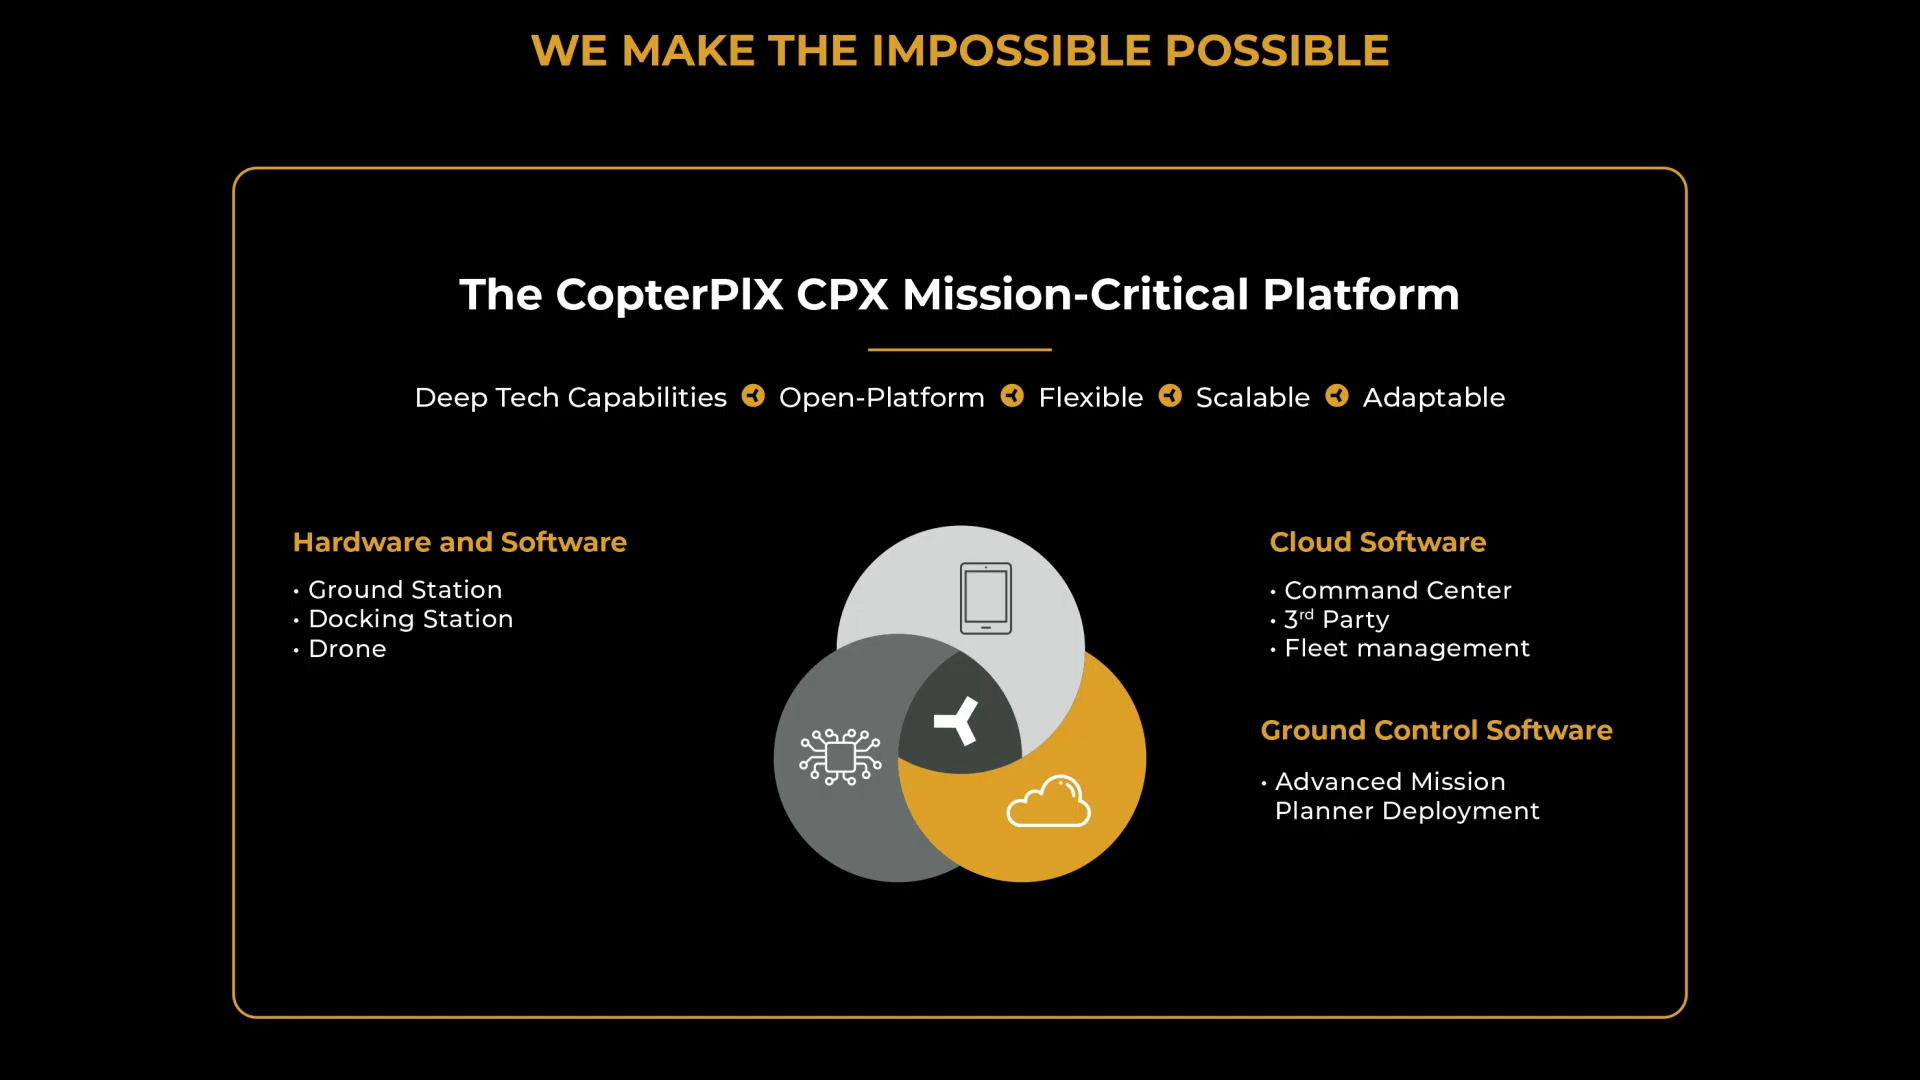 WE MAKE THE IMPOSSIBLE POSSIBLE
The CopterPlX CPX Mission-Critical Platform
Deep Tech Capabilities Open-Platform Flexible Scalable Adaptable
Hardware and Software
• Ground Station
• Docking Station
• Drone
Cloud Software
• Command Center
• 3rd Party
• Fleet management
Ground Control Software
• Advanced Mission
Planner Deployment